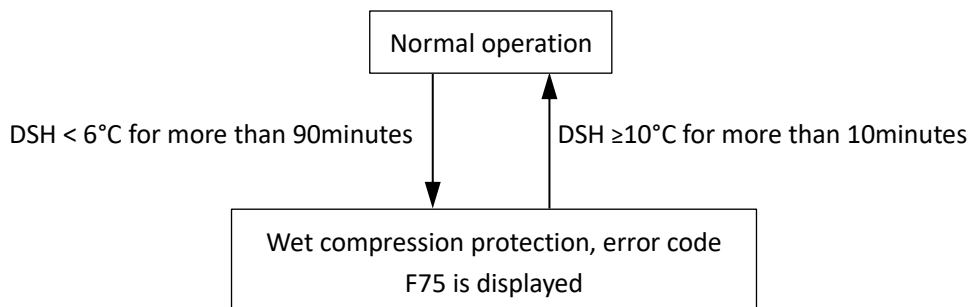 Normal operation
DSH < 6°C for more than 90minutes
DSH ≥10°C for more than 10minutes
Wet compression protection, error code
F75 is displayed